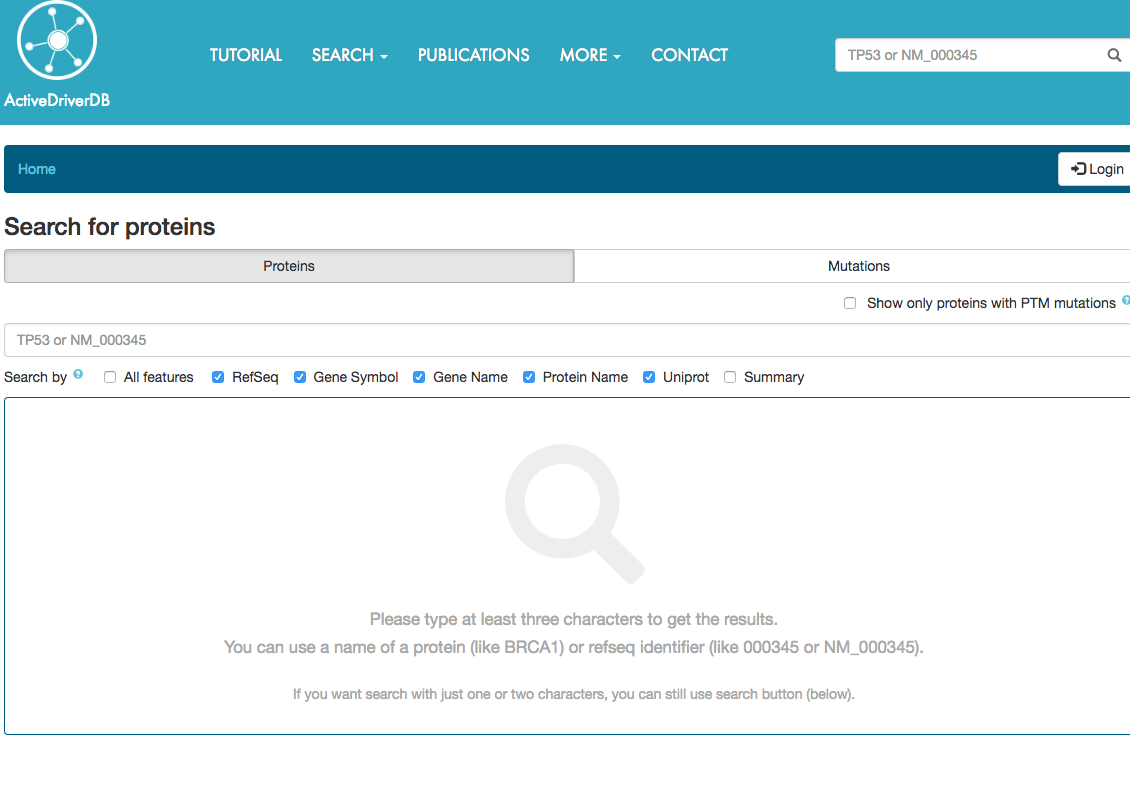 TUTORIAL SEARCH PUBLICATIONS MORE CONTACT TP53 or NM_000345
ActiveDriverDB
Home Login
Search for proteins
Proteins Mutations
Show only proteins with PTM mutations ?
TP53 or NM_000345
Search by ? All features RefSeq Gene Symbol Gene Name Protein Name Uniprot Summary
Please type at least three characters to get the results.
You can use a name of a protein (like BRCA1) or refseq identifier (like 000345 or NM_000345).
If you want search with just one or two characters, you can still use search button (below).